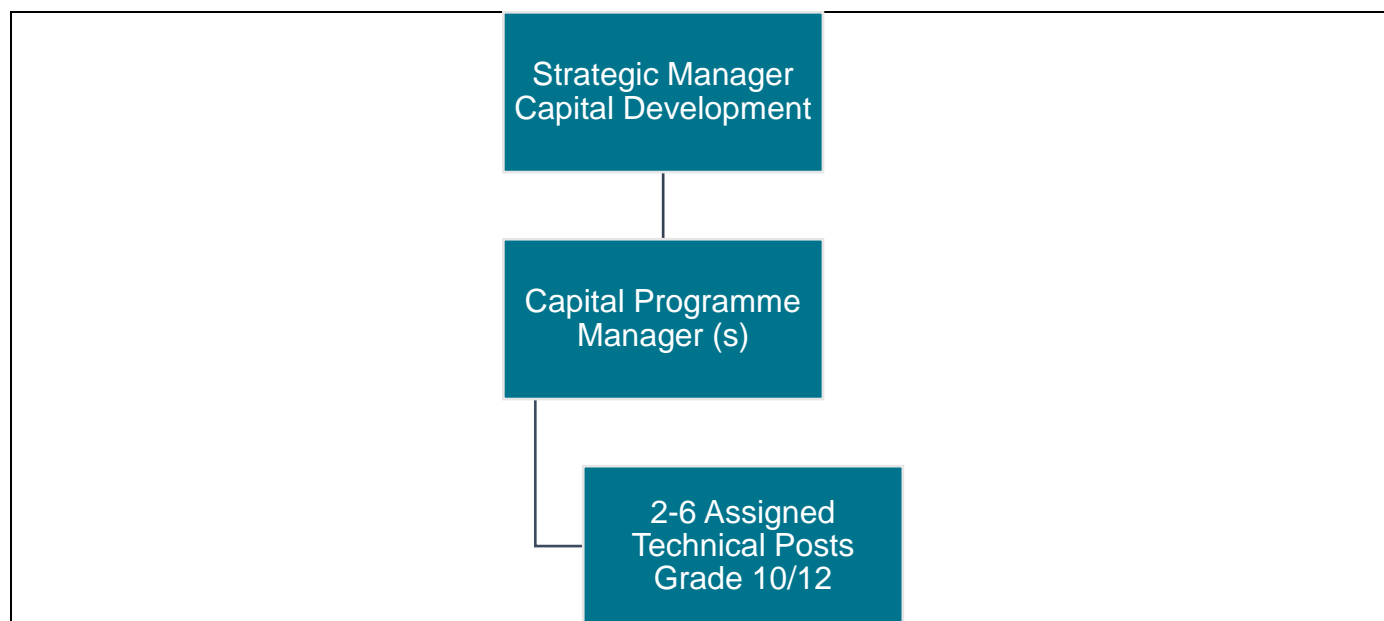 Strategic Manager
Capital Development
Capital Programme
Manager (s)
2-6 Assigned
Technical Posts
Grade 10/12